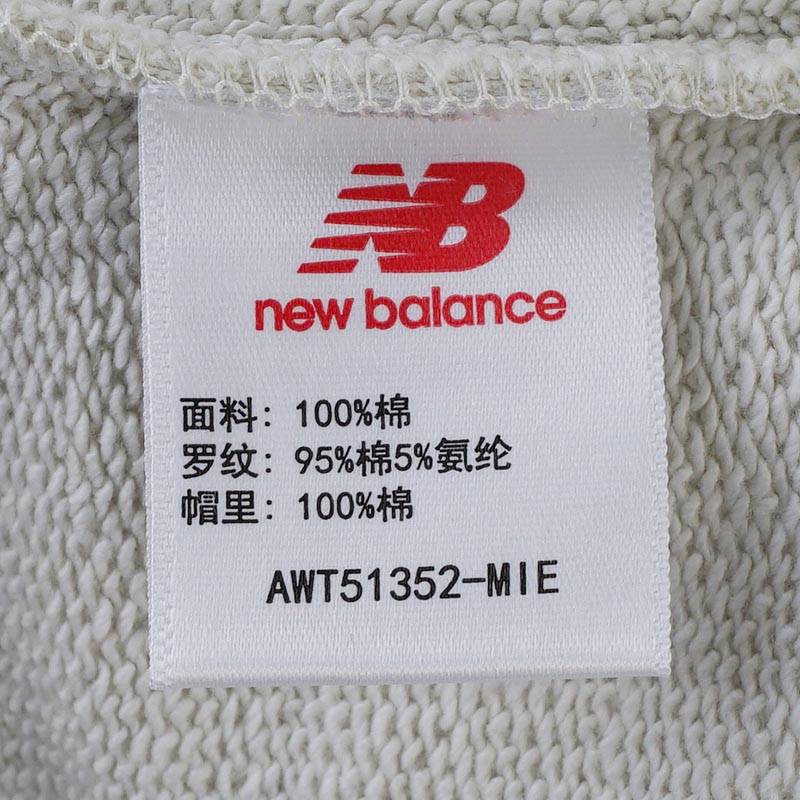 NB
new balance
面料：100%棉
罗纹：95%棉5%氨纶
帽里：100%棉
AWT51352-MIE